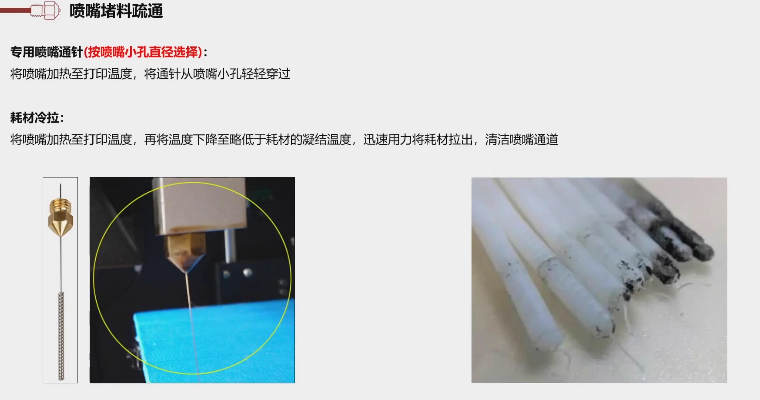 喷嘴堵料疏通
专用喷嘴通针(按喷嘴小孔直径选择)：
将喷嘴加热至打印温度，将通针从喷嘴小孔轻轻穿过
耗材冷拉：
将喷嘴加热至打印温度，再将温度下降至略低于耗材的凝结温度，迅速用力将耗材拉出，清洁喷嘴通道